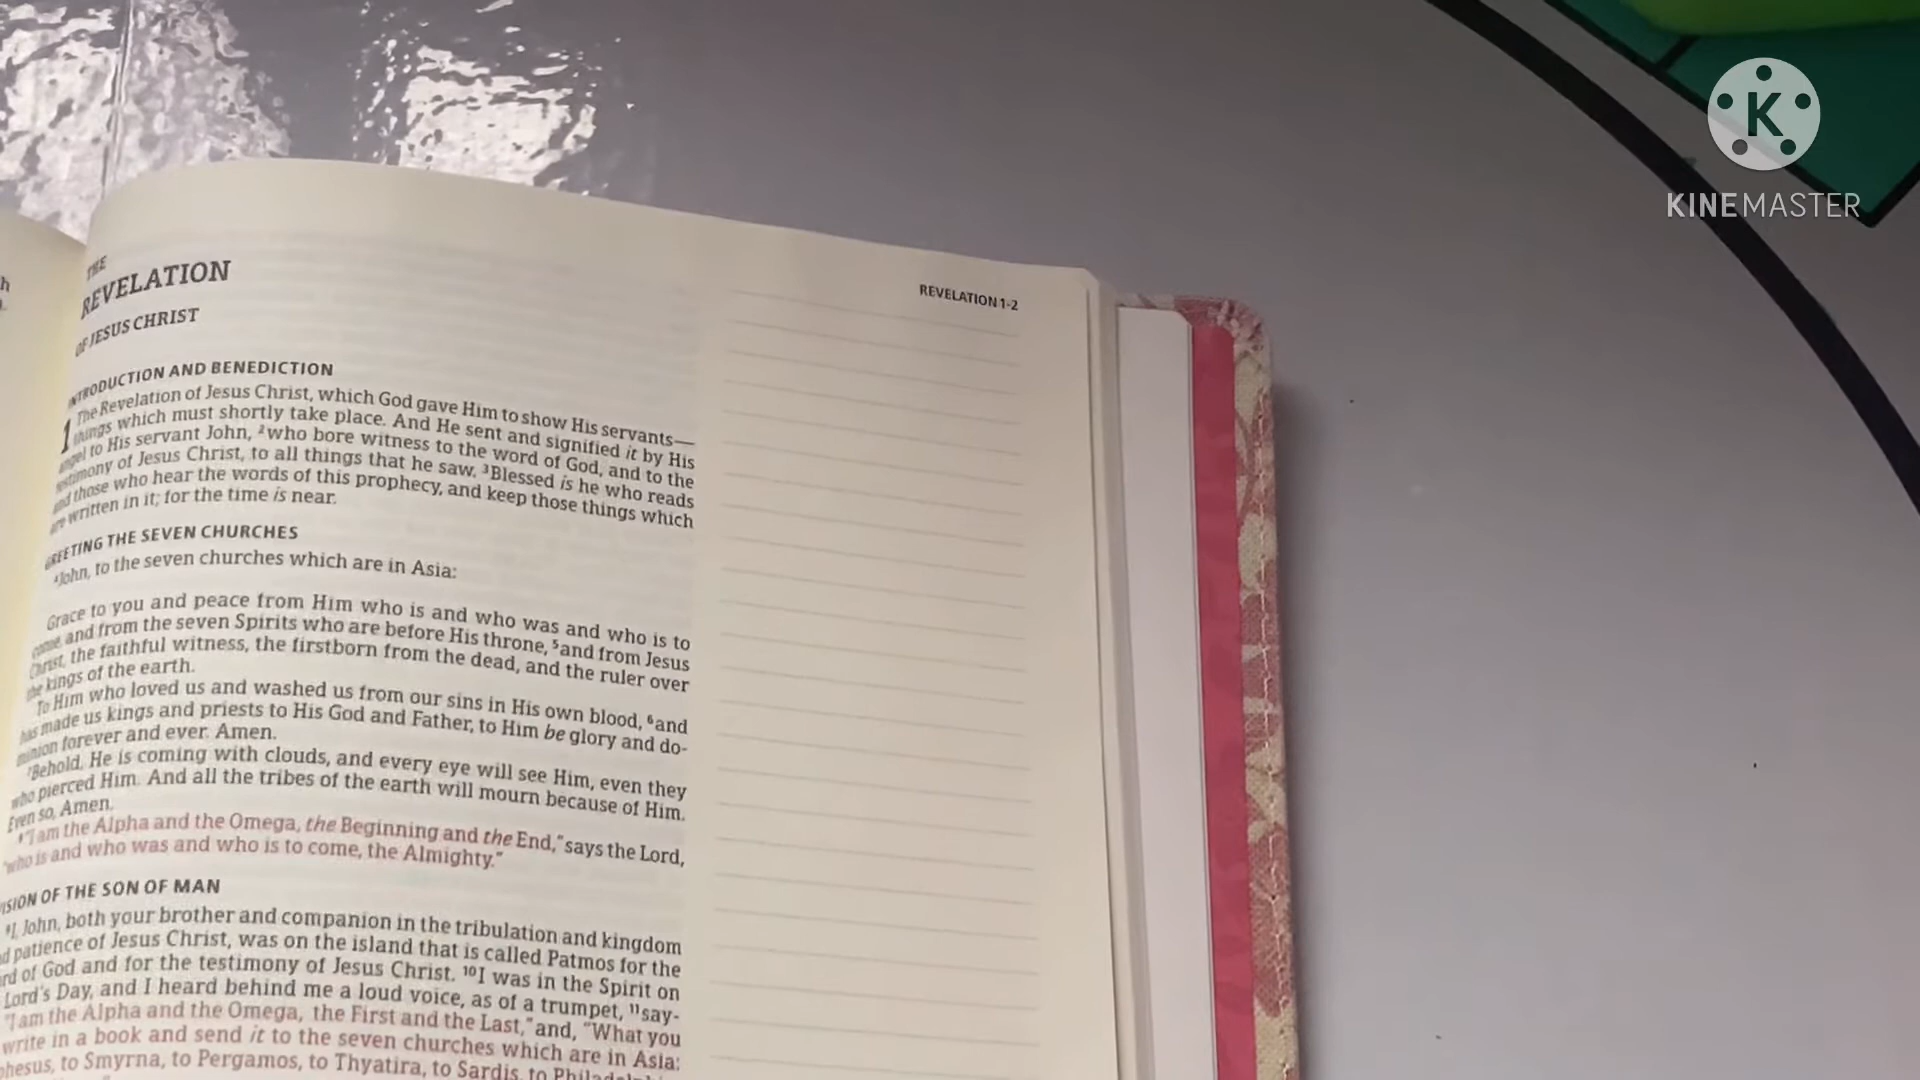 h
THE
REVELATION
OF JESUS CHRIST
REVELATION 1-2
INTRODUCTION AND BENEDICTION
1 The Revelation of Jesus Christ, which God gave Him to show His servants—
things which must shortly take place. And He sent and signified it by His
angel to His servant John, ²who bore witness to the word of God, and to the
testimony of Jesus Christ, to all things that he saw. ³Blessed is he who reads
and those who hear the words of this prophecy, and keep those things which
are written in it; for the time is near.
GREETING THE SEVEN CHURCHES
⁴John, to the seven churches which are in Asia:
Grace to you and peace from Him who is and who was and who is to
come, and from the seven Spirits who are before His throne, ⁵and from Jesus
Christ, the faithful witness, the firstborn from the dead, and the ruler over
the kings of the earth.
To Him who loved us and washed us from our sins in His own blood, ⁶and
has made us kings and priests to His God and Father, to Him be glory and do-
minion forever and ever. Amen.
⁷Behold, He is coming with clouds, and every eye will see Him, even they
who pierced Him. And all the tribes of the earth will mourn because of Him.
Even so, Amen.
⁸"I am the Alpha and the Omega, the Beginning and the End," says the Lord,
"who is and who was and who is to come, the Almighty."
ISION OF THE SON OF MAN
⁹I, John, both your brother and companion in the tribulation and kingdom
d patience of Jesus Christ, was on the island that is called Patmos for the
rd of God and for the testimony of Jesus Christ. ¹⁰I was in the Spirit on
Lord's Day, and I heard behind me a loud voice, as of a trumpet, ¹¹say-
"I am the Alpha and the Omega, the First and the Last," and, "What you
write in a book and send it to the seven churches which are in Asia:
phesus, to Smyrna, to Pergamos, to Thyatira, to Sardis, to
K
KINEMASTER